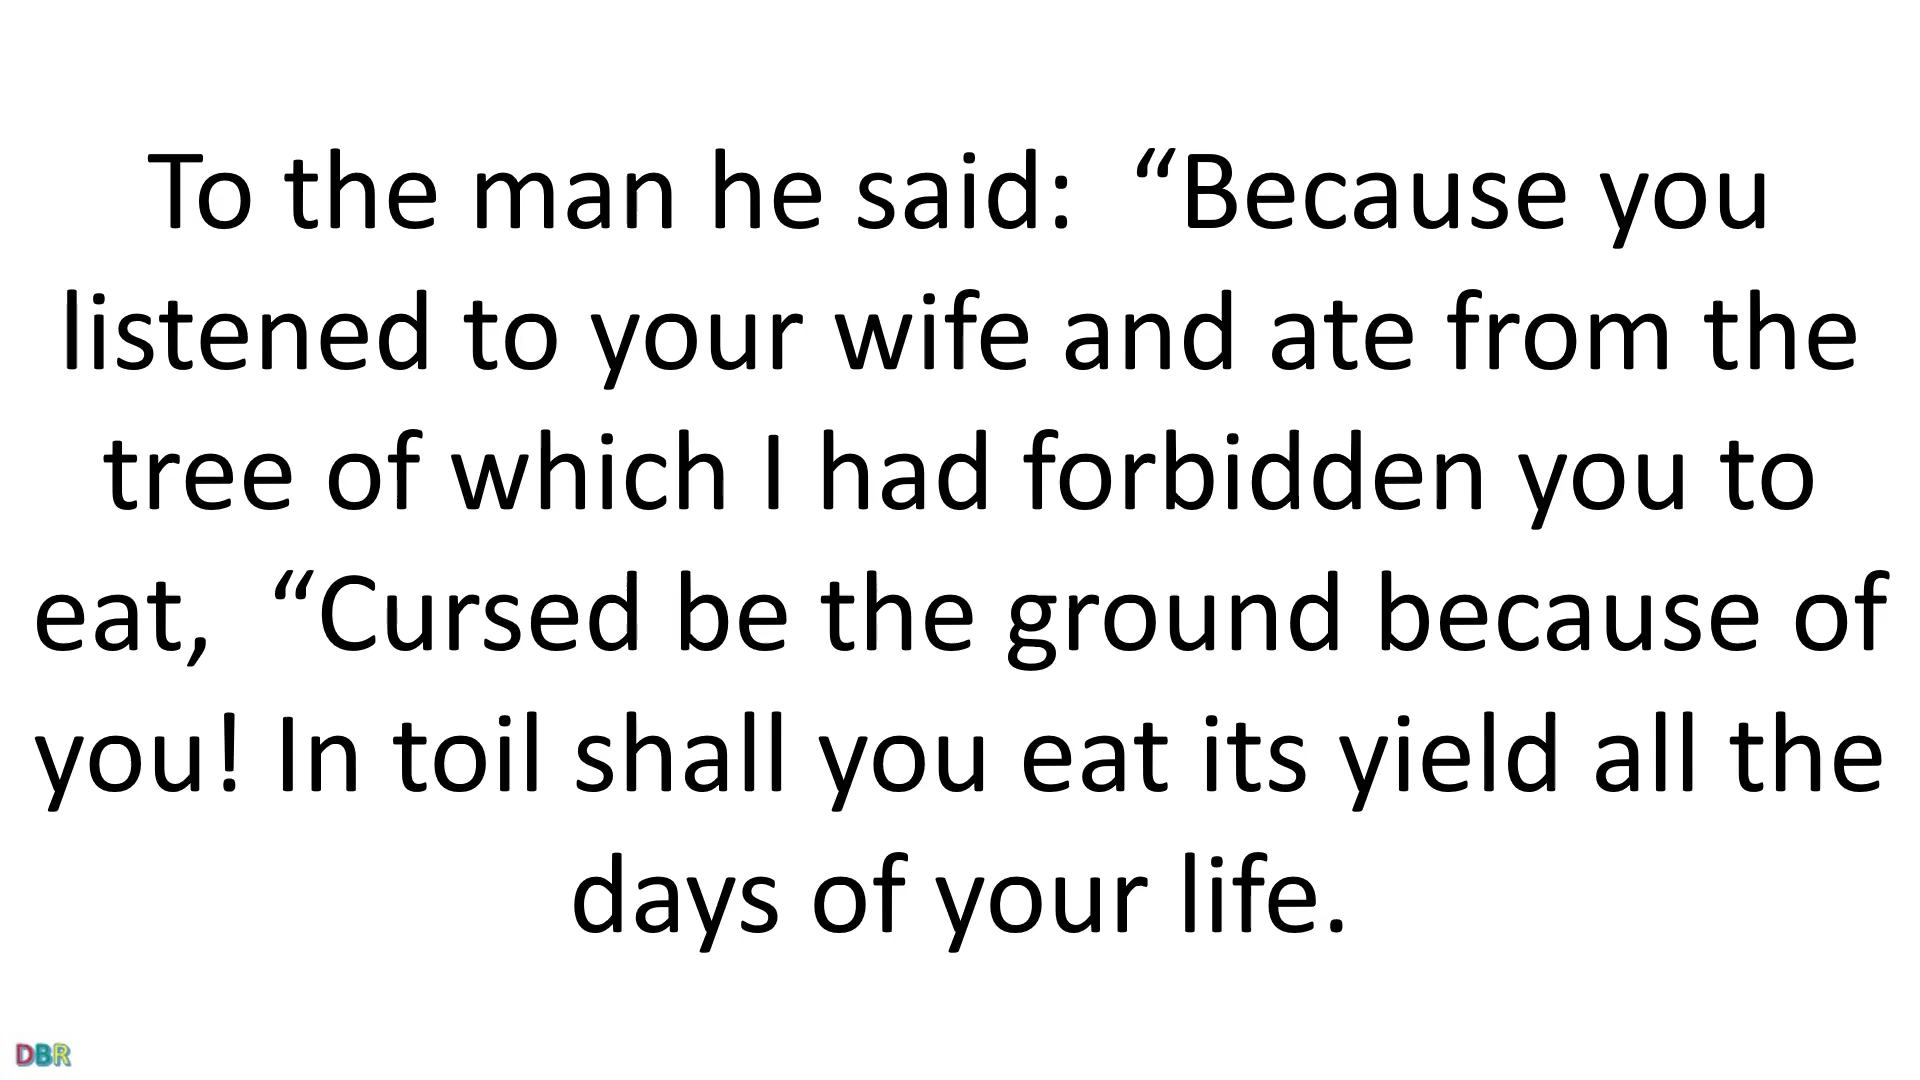 To the man he said:  “Because you
listened to your wife and ate from the
tree of which I had forbidden you to
eat,  “Cursed be the ground because of
you! In toil shall you eat its yield all the
days of your life.
DBR